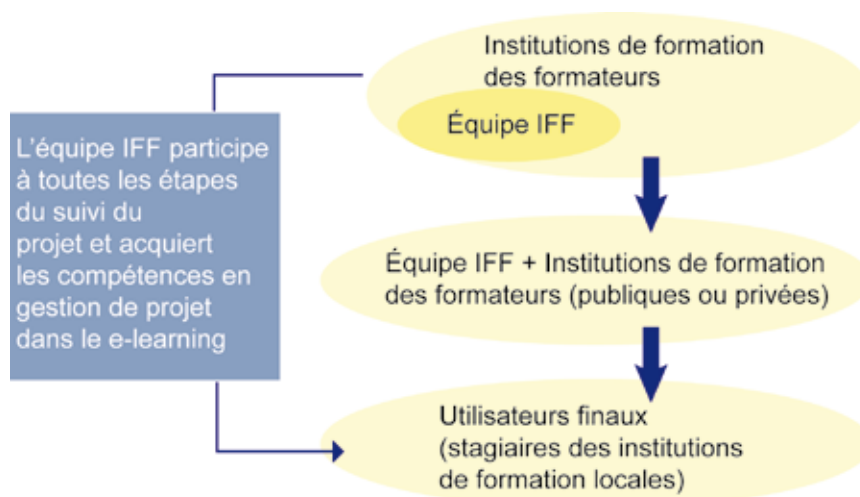 Institutions de formation
des formateurs
Équipe IFF
L'équipe IFF participe
à toutes les étapes
du suivi du
projet et acquiert
les compétences en
gestion de projet
dans le e-learning
Équipe IFF + Institutions de formation
des formateurs (publiques ou privées)
Utilisateurs finaux
(stagiaires des institutions
de formation locales)